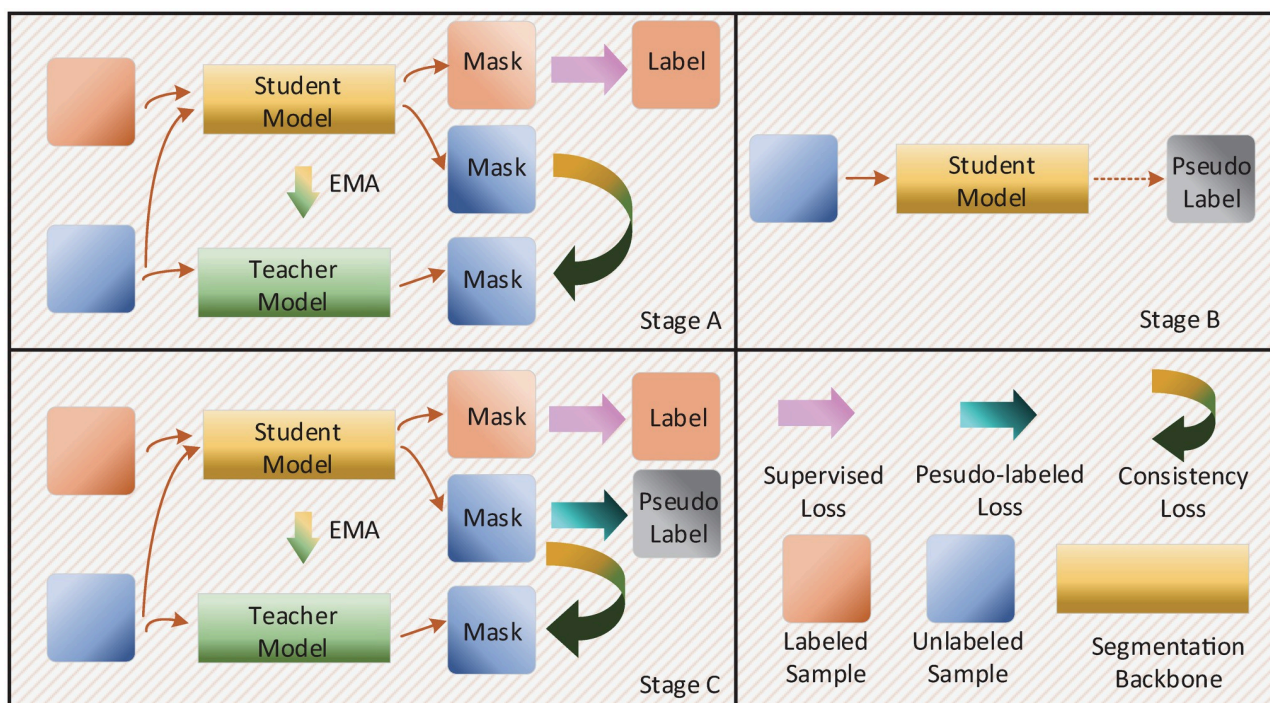 Student
Model
Mask
Label
Mask
EMA
Teacher
Model
Mask
Stage A
Student
Model
Pseudo
Label
Stage B
Student
Model
Mask
Label
Mask
Pseudo
Label
EMA
Teacher
Model
Mask
Stage C
Supervised
Loss
Pesudo-labeled
Loss
Consistency
Loss
Labeled
Sample
Unlabeled
Sample
Segmentation
Backbone